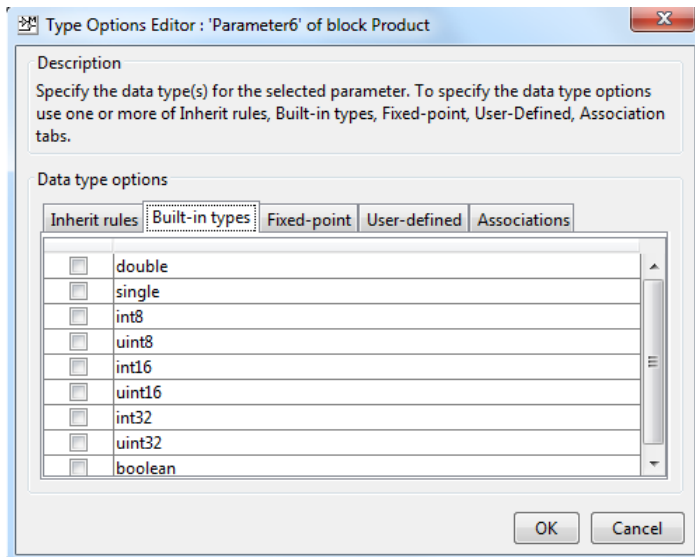 Type Options Editor : 'Parameter6' of block Product
Description
Specify the data type(s) for the selected parameter. To specify the data type options
use one or more of Inherit rules, Built-in types, Fixed-point, User-Defined, Association
tabs.
Data type options
Inherit rules Built-in types Fixed-point User-defined Associations
double
single
int8
uint8
int16
uint16
int32
uint32
boolean
OK Cancel